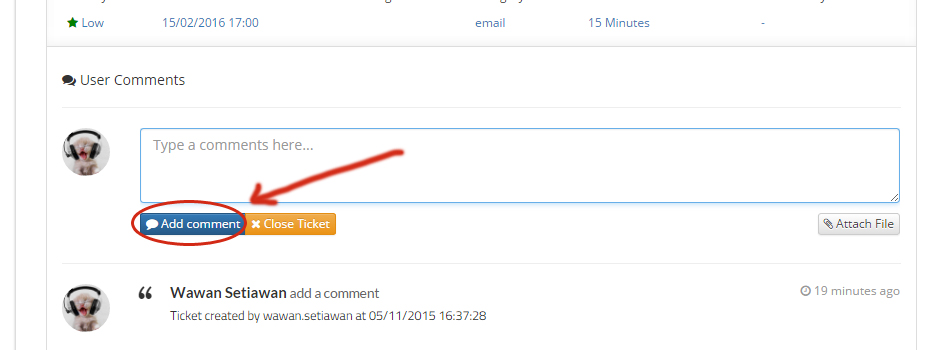 Low 15/02/2016 17:00 email 15 Minutes -
User Comments
Type a comments here...
Add comment Close Ticket Attach File
Wawan Setiawan add a comment 19 minutes ago
Ticket created by wawan.setiawan at 05/11/2015 16:37:28